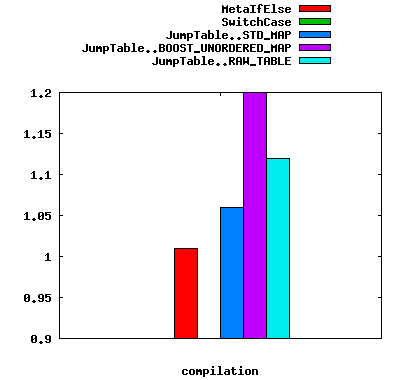 MetaIfElse
SwitchCase
JumpTable..STD_MAP
JumpTable..BOOST_UNORDERED_MAP
JumpTable..RAW_TABLE
1.2
1.15
1.1
1.05
1
0.95
0.9
compilation